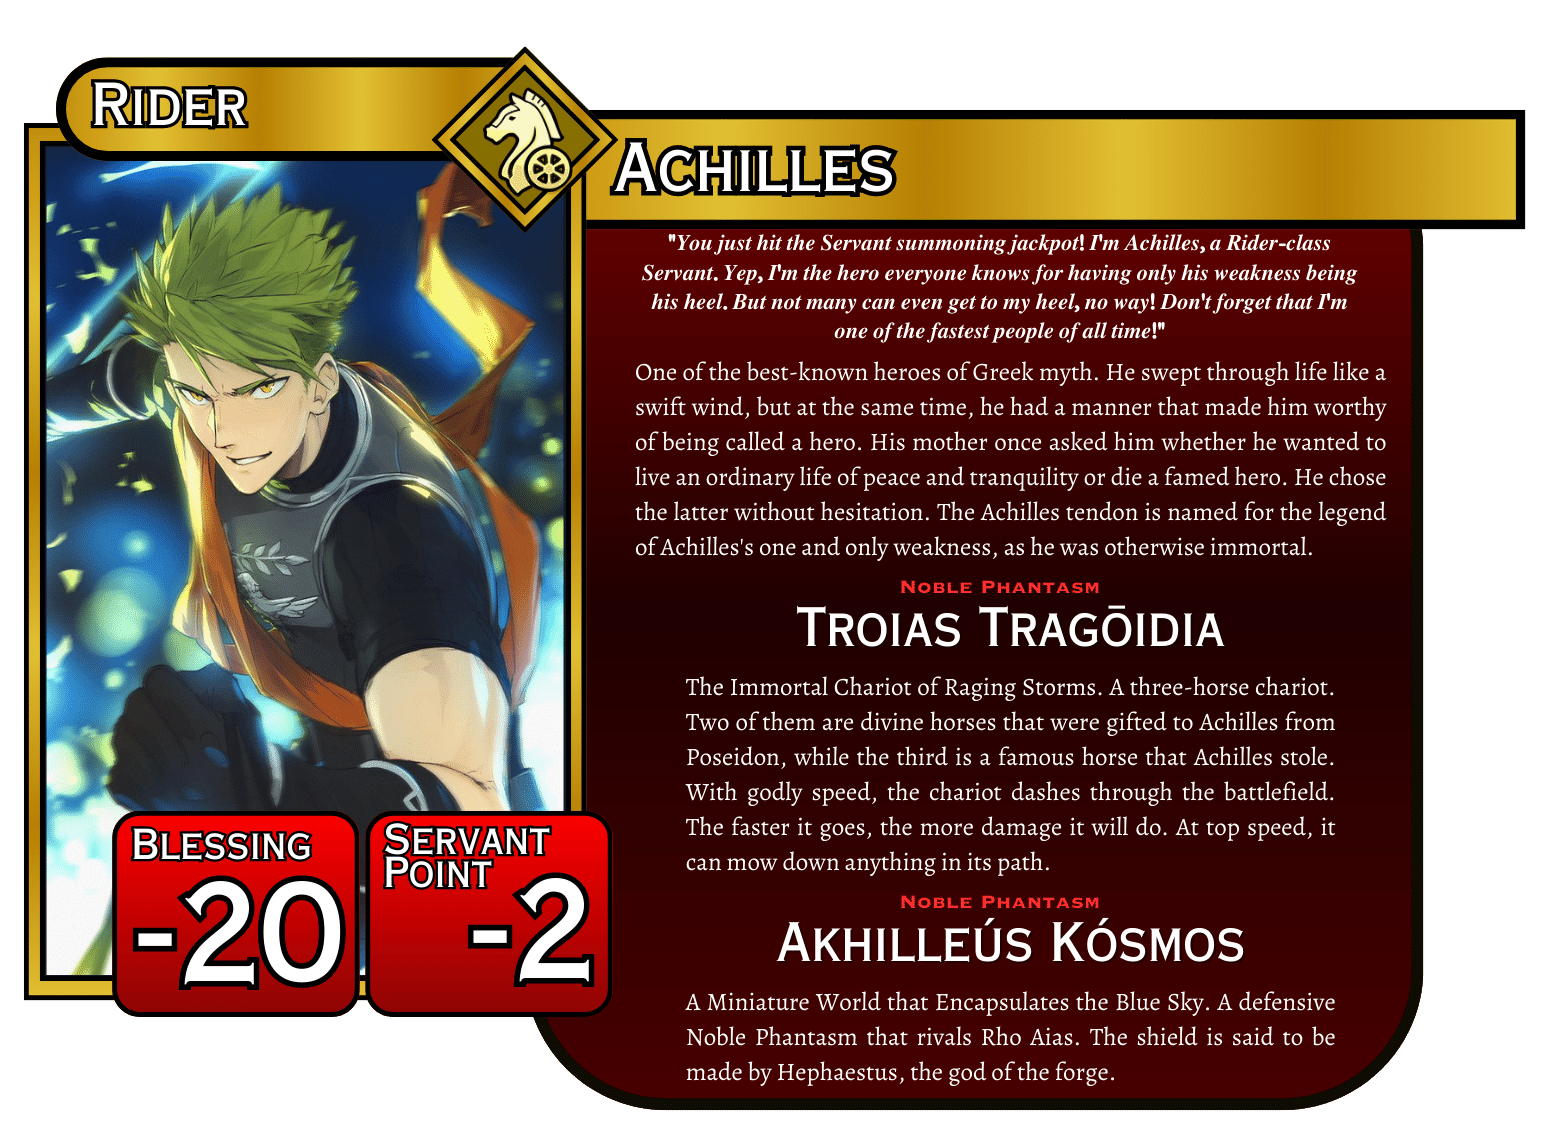 RIDER
ACHILLES
"You just hit the Servant summoning jackpot! I'm Achilles, a Rider-class
Servant. Yep, I'm the hero everyone knows for having only his weakness being
his heel. But not many can even get to my heel, no way! Don't forget that I'm
one of the fastest people of all time!"
One of the best-known heroes of Greek myth. He swept through life like a
swift wind, but at the same time, he had a manner that made him worthy
of being called a hero. His mother once asked him whether he wanted to
live an ordinary life of peace and tranquility or die a famed hero. He chose
the latter without hesitation. The Achilles tendon is named for the legend
of Achilles's one and only weakness, as he was otherwise immortal.
NOBLE PHANTASM
TROIAS TRAGŌIDIA
The Immortal Chariot of Raging Storms. A three-horse chariot.
Two of them are divine horses that were gifted to Achilles from
Poseidon, while the third is a famous horse that Achilles stole.
With godly speed, the chariot dashes through the battlefield.
The faster it goes, the more damage it will do. At top speed, it
can mow down anything in its path.
NOBLE PHANTASM
AKHILLEÚS KÓSMOS
A Miniature World that Encapsulates the Blue Sky. A defensive
Noble Phantasm that rivals Rho Aias. The shield is said to be
made by Hephaestus, the god of the forge.
BLESSING
-20
SERVANT
POINT
-2